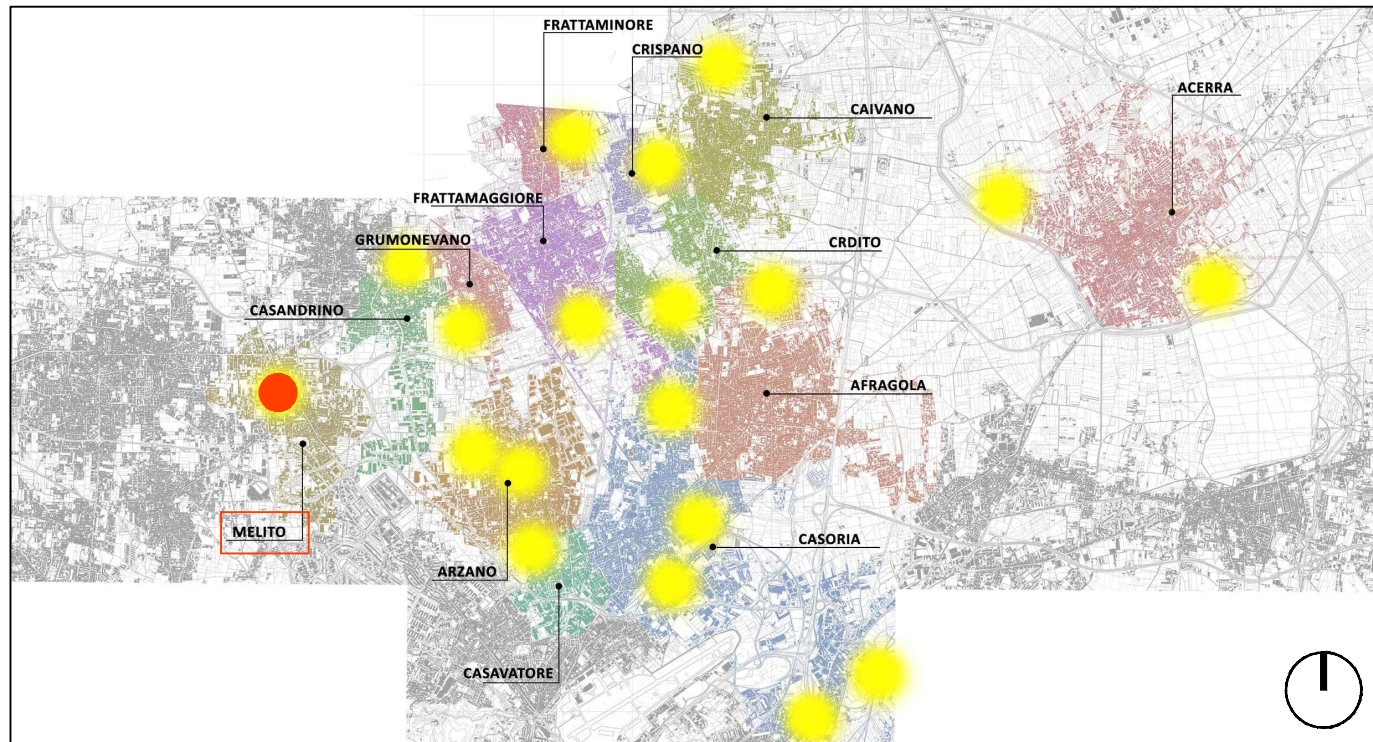 FRATTAMINORE
CRISPANO
ACERRA
CAIVANO
FRATTAMAGGIORE
GRUMONEVANO
CRDITO
CASANDRINO
AFRAGOLA
MELITO
CASORIA
ARZANO
CASAVATORE